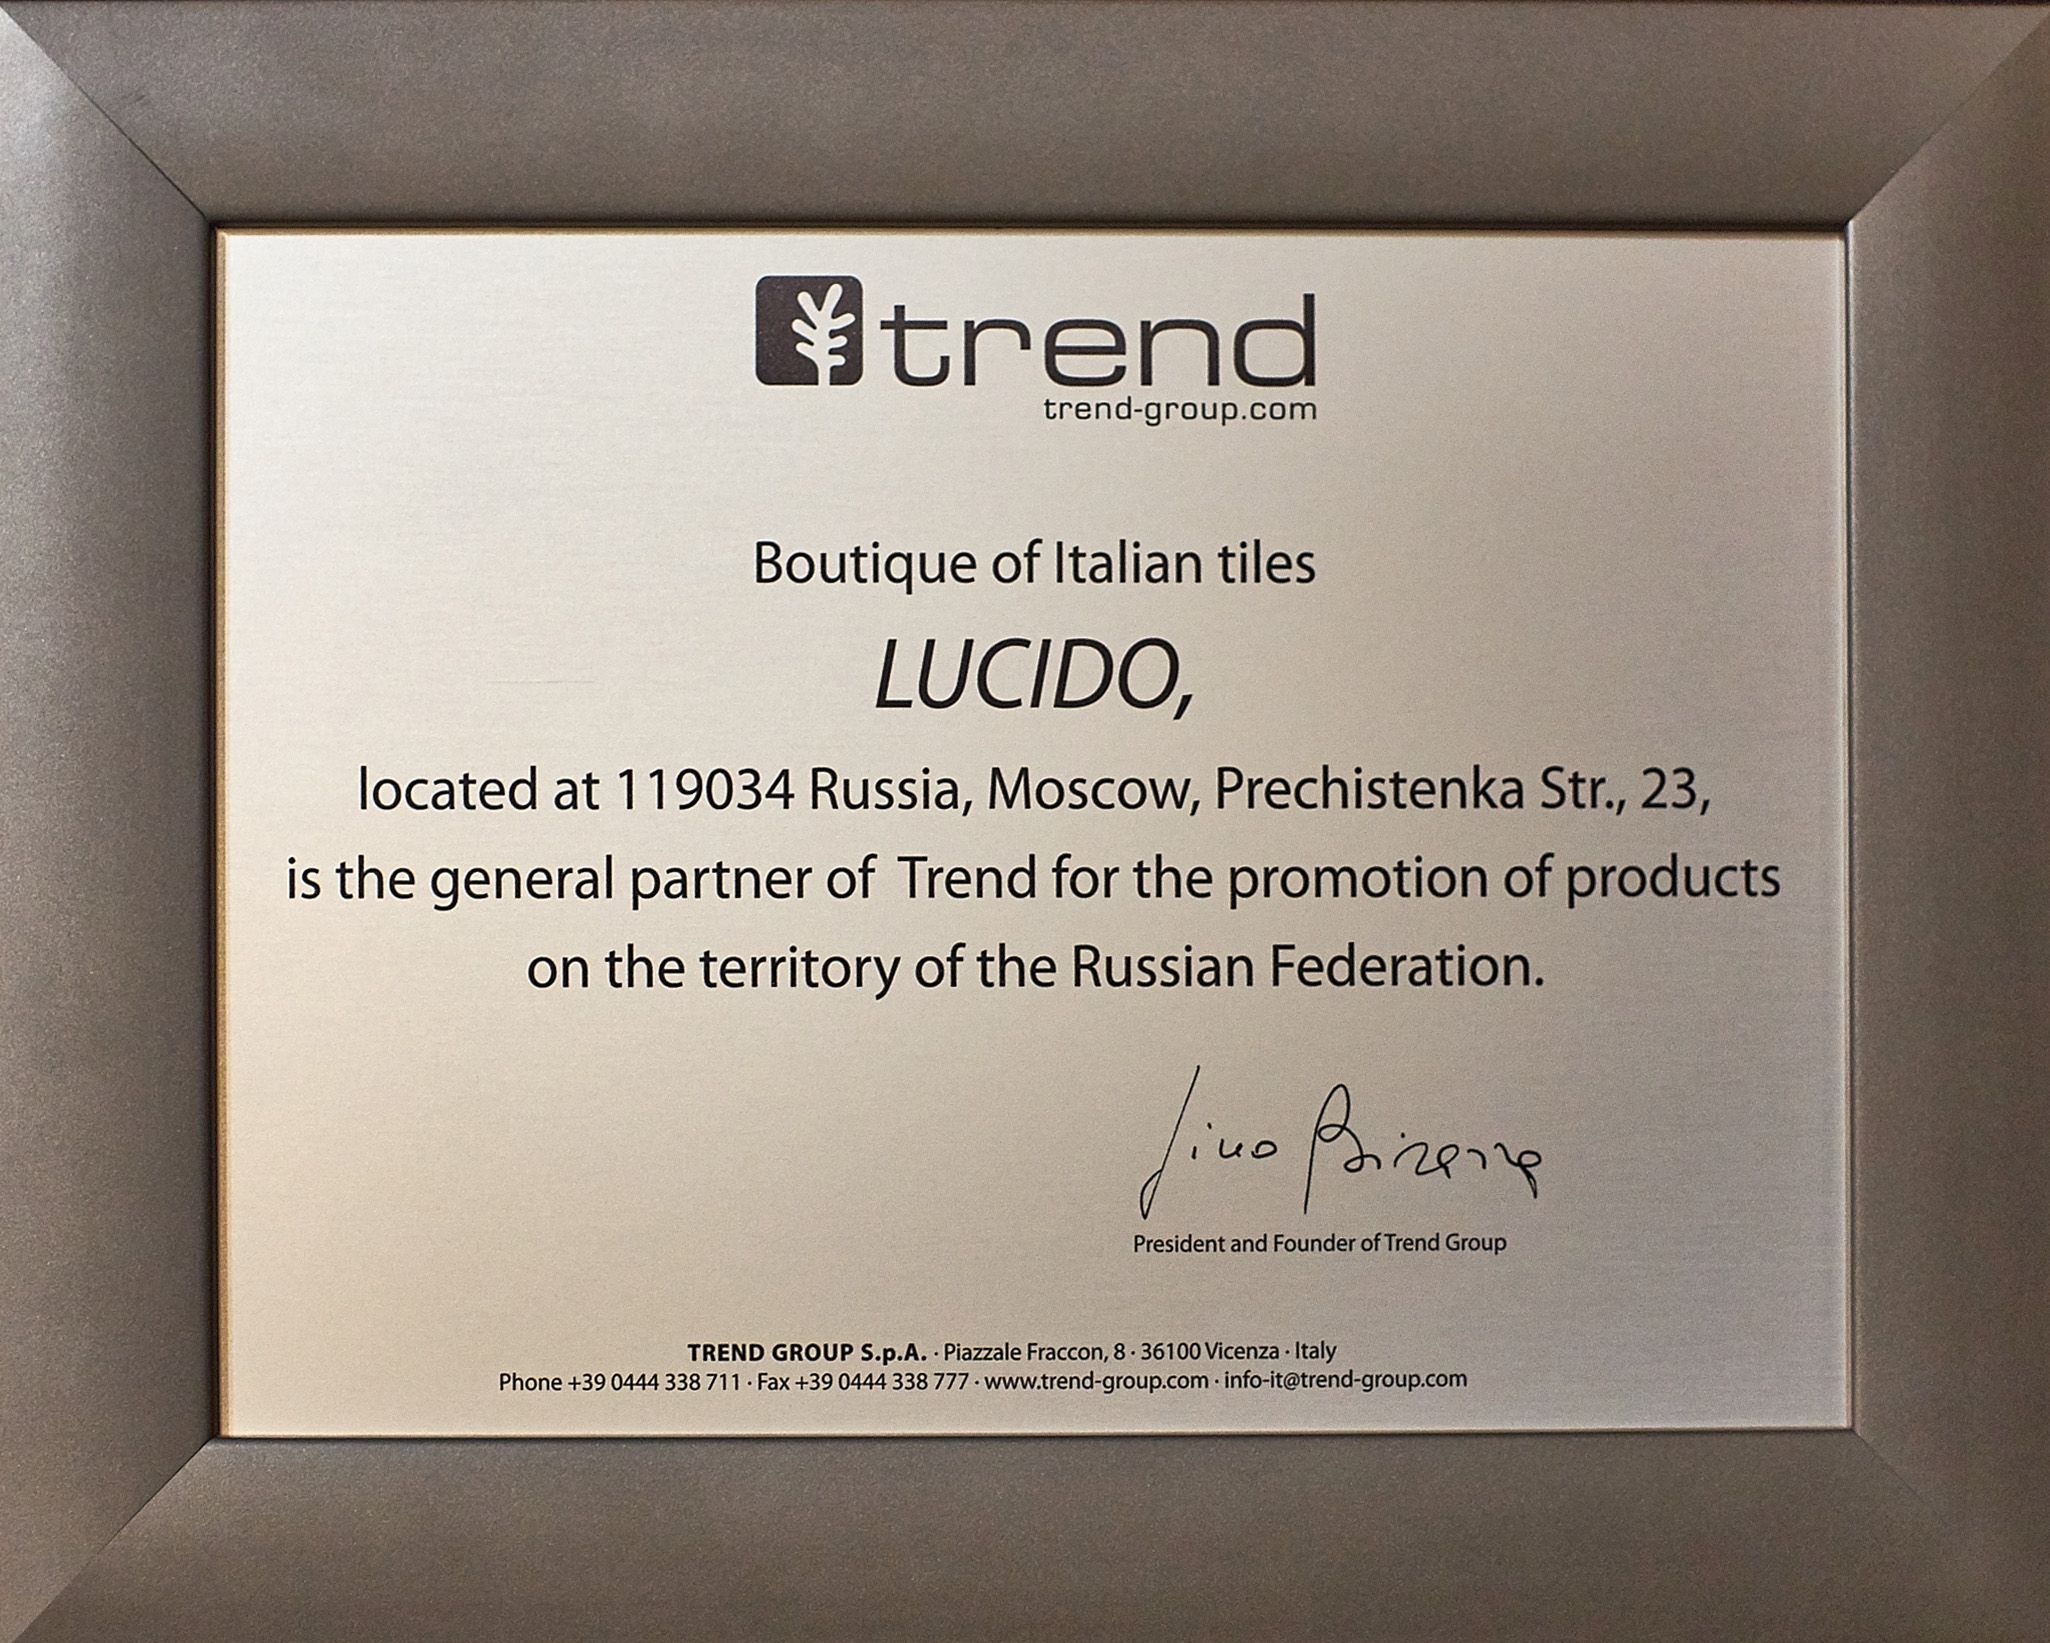 trend
trend-group.com
Boutique of Italian tiles
LUCIDO,
located at 119034 Russia, Moscow, Prechistenka Str., 23,
is the general partner of Trend for the promotion of products
on the territory of the Russian Federation.
President and Founder of Trend Group
TREND GROUP S.p.A. · Piazzale Fraccon, 8 · 36100 Vicenza · Italy
Phone +39 0444 338 711 · Fax +39 0444 338 777 · www.trend-group.com · info-it@trend-group.com